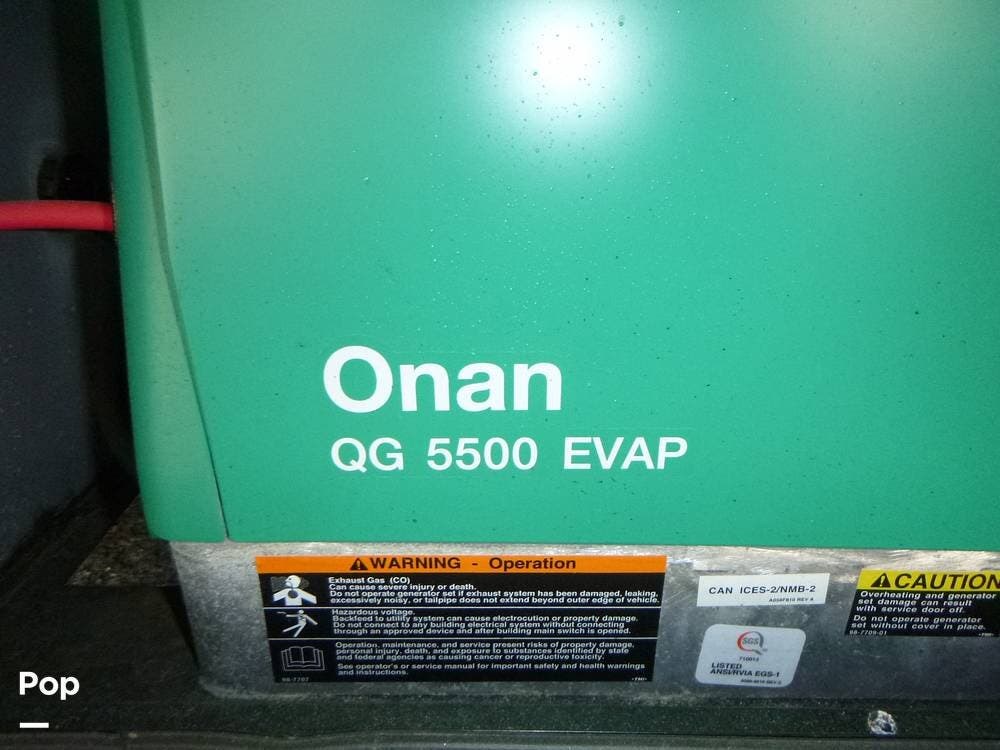 Onan
QG 5500 EVAP
WARNING - Operation
Exhaust Gas (CO)
Can cause severe injury or death.
Do not operate generator set if exhaust system has been damaged, leaking,
excessively noisy, or tailpipe does not extend beyond outer edge of vehicle.
Hazardous voltage.
Backfeed to utility system can cause electrocution or property damage.
Do not connect to any building electrical system without connecting
through an approved device and after building main switch is opened.
Operation, maintenance, and service present risks of property damage,
personal injury, death, and exposure to substances identified by state
and federal agencies as causing cancer or reproductive toxicity.
See operator's or service manual for important safety and health warnings
and instructions.
98-7707
CAN ICES-2/NMB-2
SGS
710013
LISTED
ANSI/RVIA EGS-1
CAUTION
Overheating and generator
set damage can result
with service door off.
Do not operate generator
set without cover in place.
98-7709-01
Pop